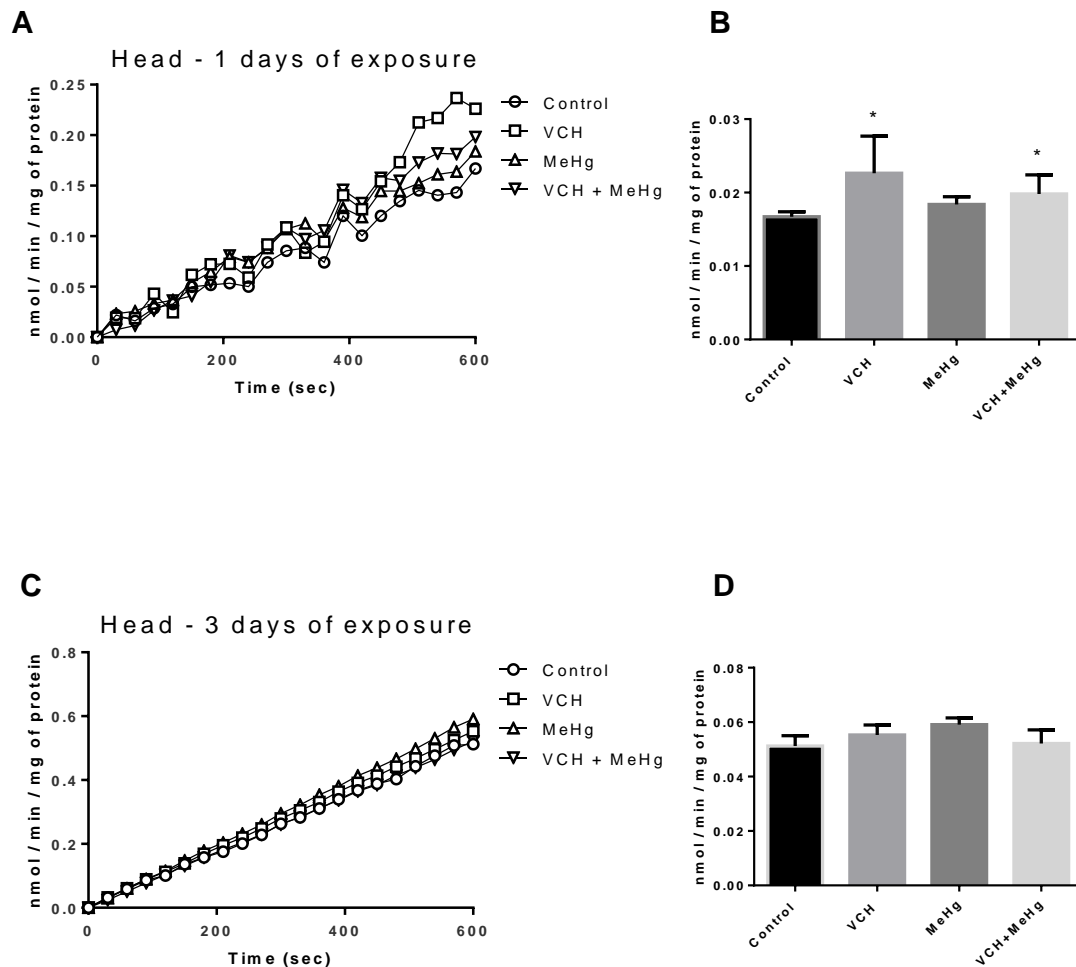 A
Head - 1 days of exposure
nmol / min / mg of protein
0.25
0.20
0.15
0.10
0.05
0.00
0
200
400
600
Time (sec)
Control
VCH
MeHg
VCH + MeHg
B
nmol / min / mg of protein
0.03
0.02
0.01
0.00
*
*
Control
VCH
MeHg
VCH+MeHg
C
Head - 3 days of exposure
nmol / min / mg of protein
0.8
0.6
0.4
0.2
0.0
0
200
400
600
Time (sec)
Control
VCH
MeHg
VCH + MeHg
D
nmol / min / mg of protein
0.08
0.06
0.04
0.02
0.00
Control
VCH
MeHg
VCH+MeHg